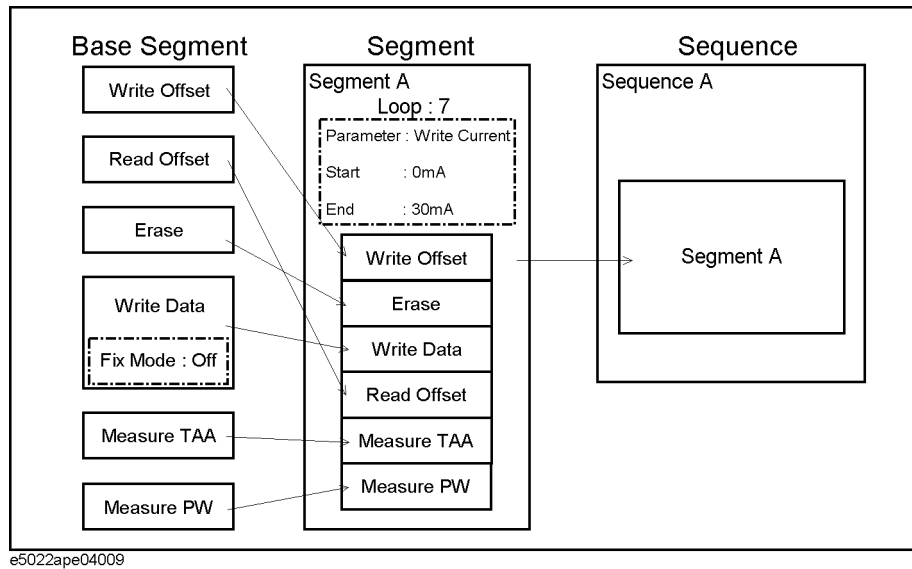 Base Segment
Write Offset
Read Offset
Erase
Write Data
Fix Mode : Off
Measure TAA
Measure PW
Segment
Segment A
Loop : 7
Parameter : Write Current
Start : 0mA
End : 30mA
Write Offset
Erase
Write Data
Read Offset
Measure TAA
Measure PW
Sequence
Sequence A
Segment A
e5022ape04009